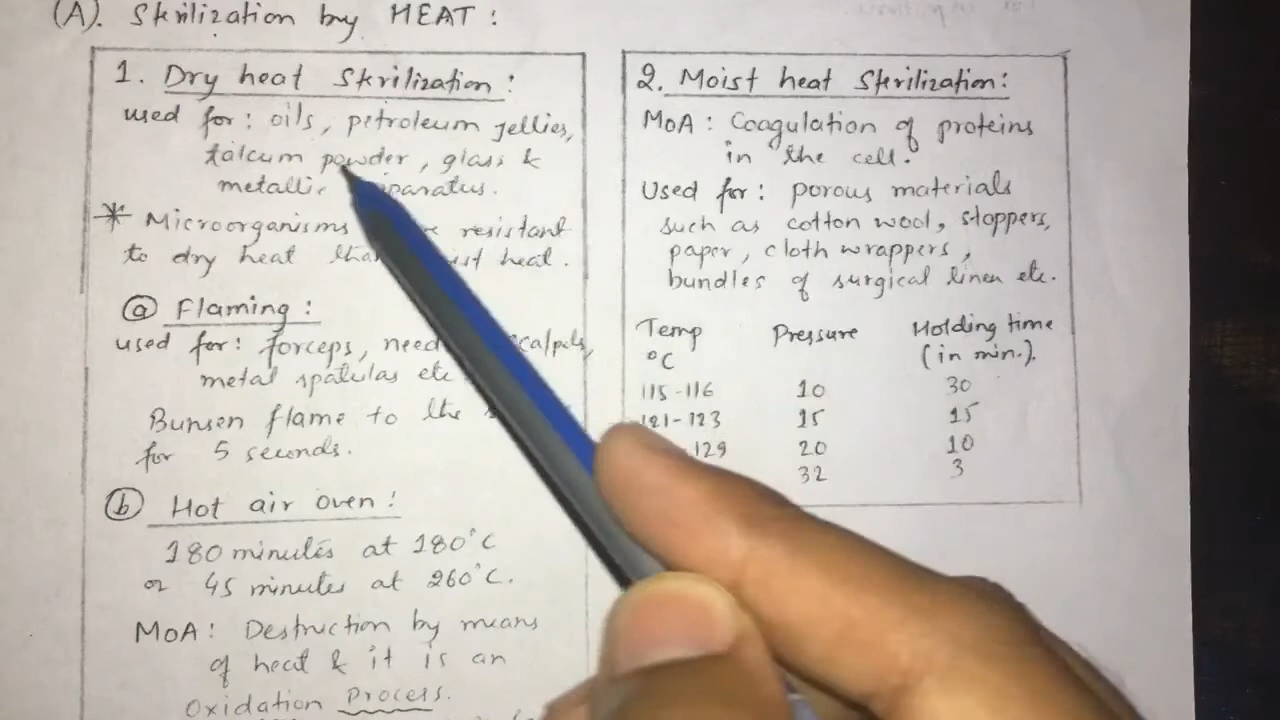 (A). Sterilization by HEAT:
1. Dry heat Sterilization:
used for: oils, petroleum jellies,
talcum powder, glass &
metallic
* Microorganisms resistant
to dry heat heat.
ⓐ Flaming:
used for: forceps,
metal spatulas etc
Bunsen flame to the
for 5 seconds.
ⓑ Hot air oven:
180 minutes at 180°C
or 45 minutes at 260°C.
MoA: Destruction by means
of heat & it is an
Oxidation process.
2. Moist heat Sterilization:
MoA: Coagulation of proteins
in the cell.
Used for: porous materials
such as cotton wool, stoppers,
paper, cloth wrappers,
bundles of surgical linen etc.
Temp Pressure Holding time
°C (in min.).
115-116 10 30
121-123 15 15
-129 20 10
32 3